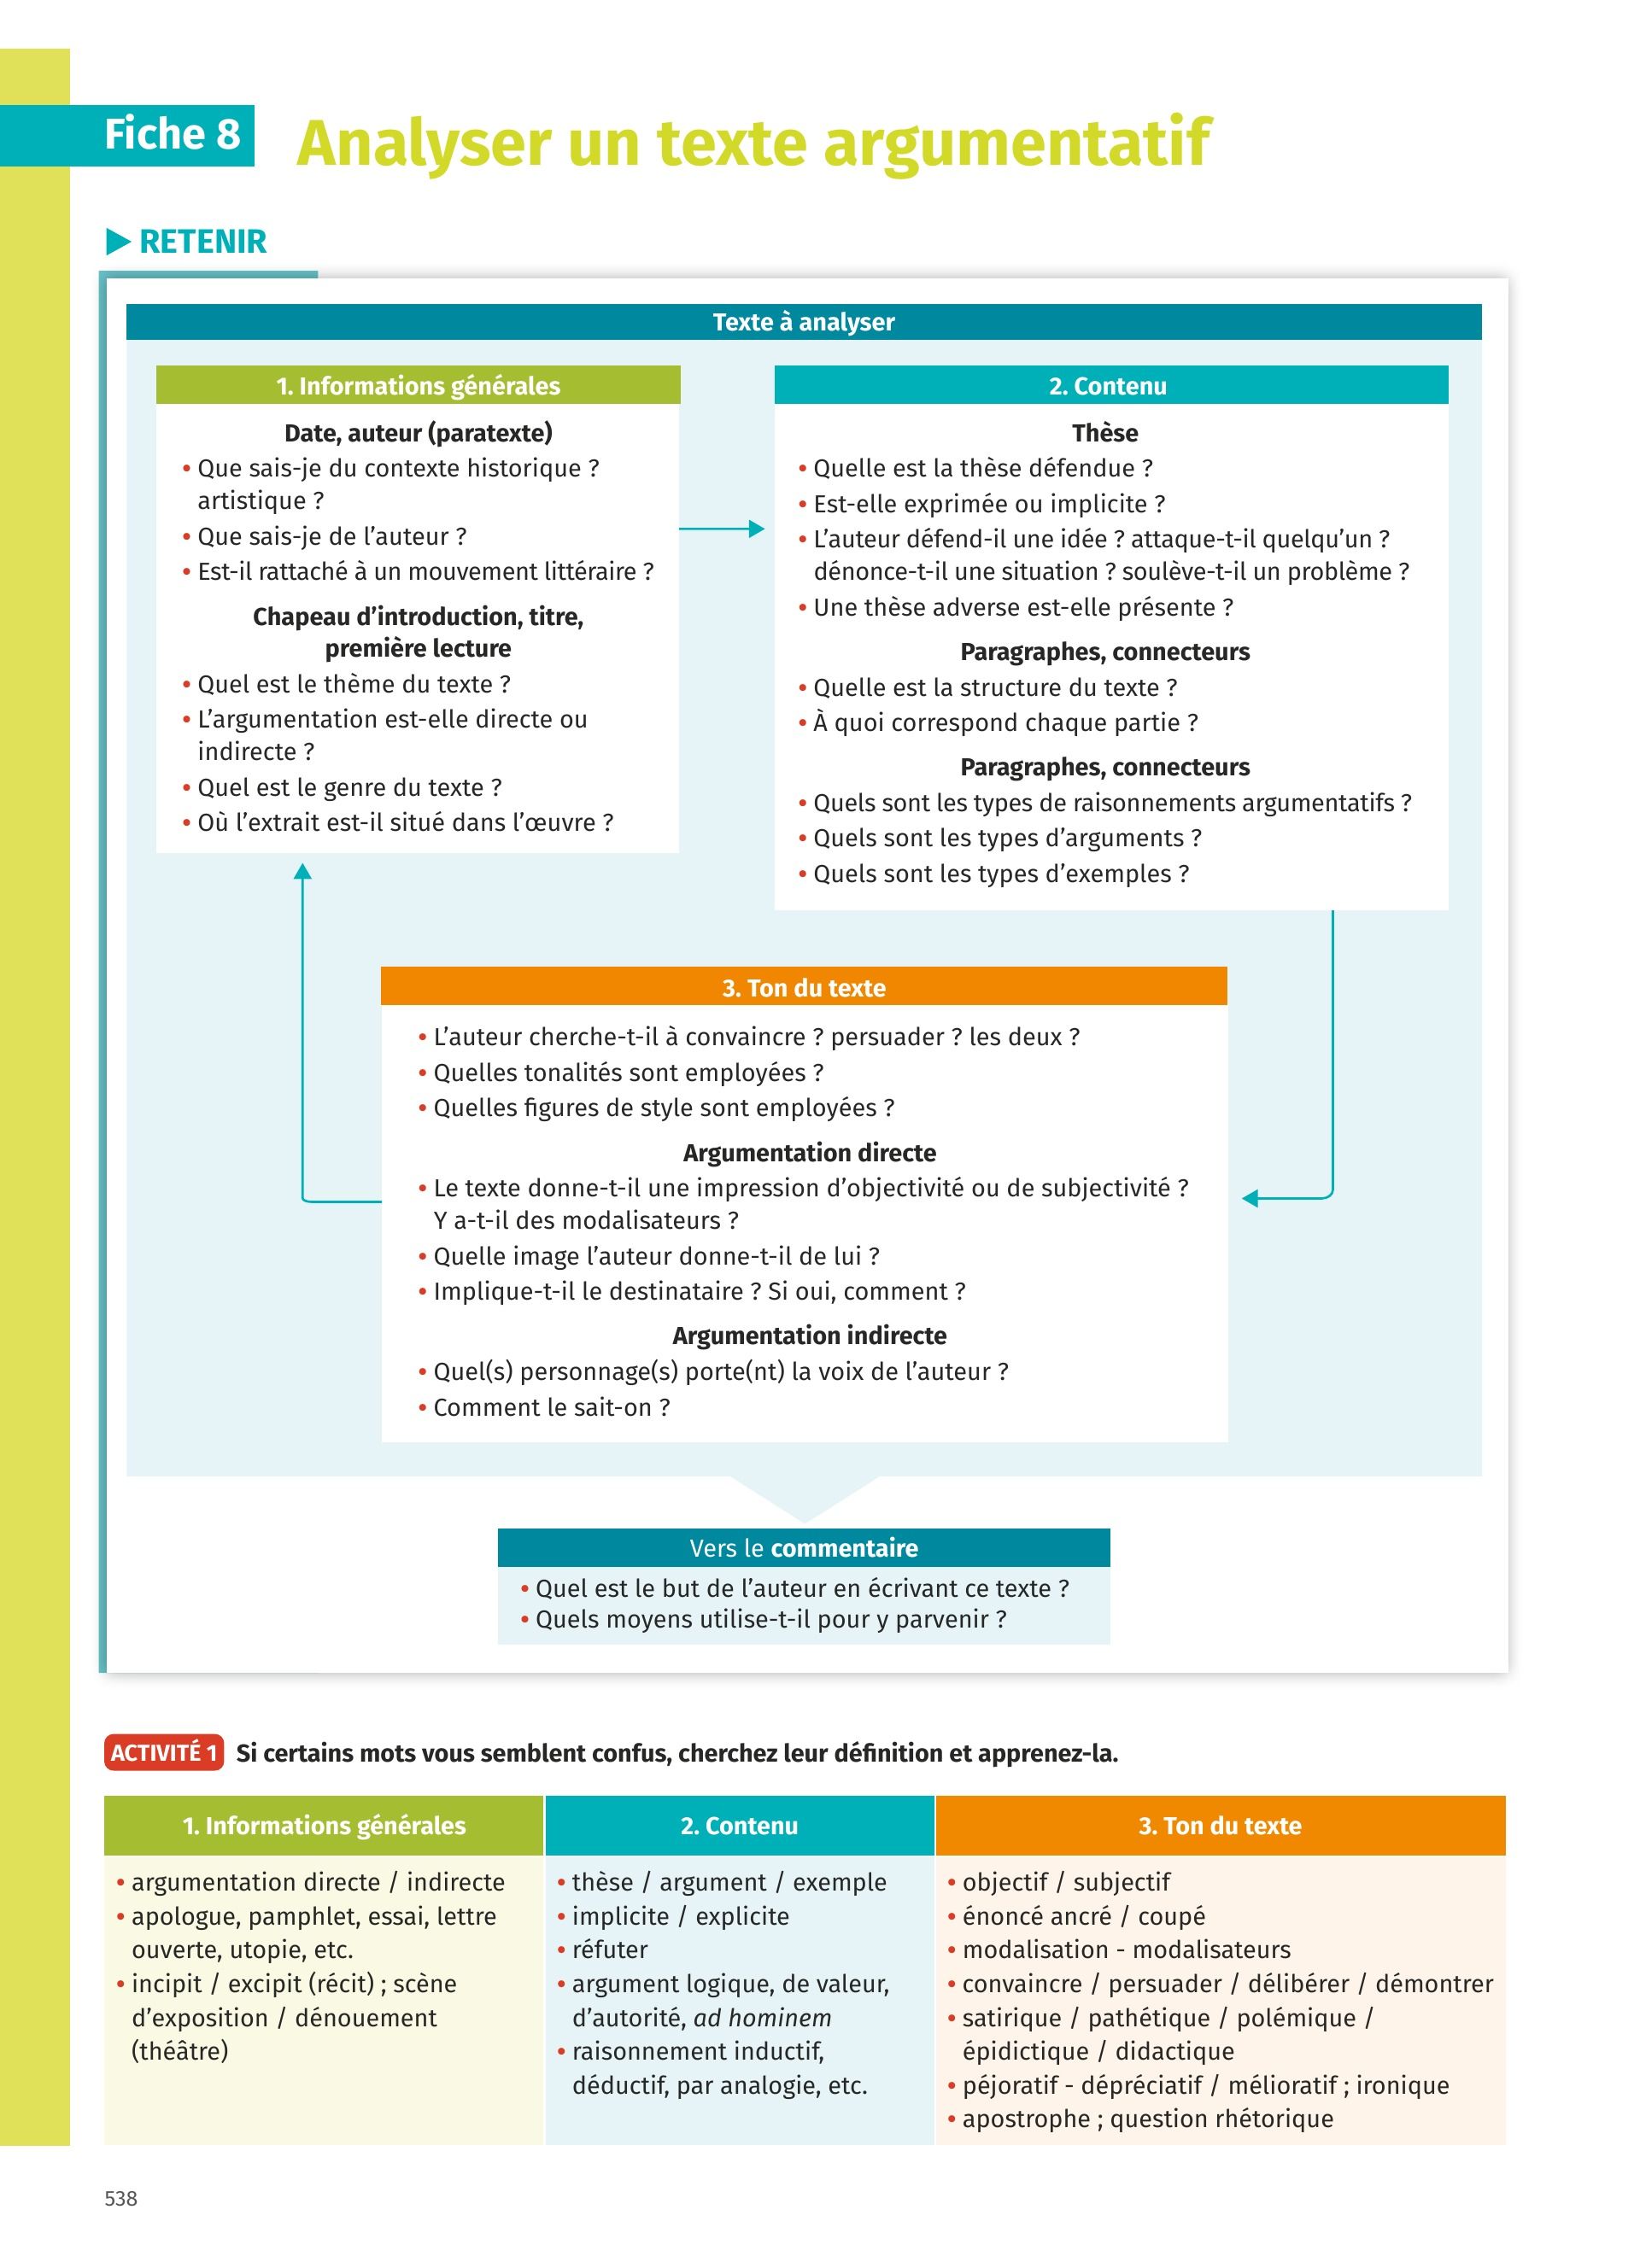 Fiche 8
Analyser un texte argumentatif
RETENIR
Texte à analyser
1. Informations générales
Date, auteur (paratexte)
• Que sais-je du contexte historique ?
artistique ?
• Que sais-je de l’auteur ?
• Est-il rattaché à un mouvement littéraire ?
Chapeau d’introduction, titre,
première lecture
• Quel est le thème du texte ?
• L’argumentation est-elle directe ou
indirecte ?
• Quel est le genre du texte ?
• Où l’extrait est-il situé dans l’œuvre ?
2. Contenu
Thèse
• Quelle est la thèse défendue ?
• Est-elle exprimée ou implicite ?
• L’auteur défend-il une idée ? attaque-t-il quelqu’un ?
dénonce-t-il une situation ? soulève-t-il un problème ?
• Une thèse adverse est-elle présente ?
Paragraphes, connecteurs
• Quelle est la structure du texte ?
• À quoi correspond chaque partie ?
Paragraphes, connecteurs
• Quels sont les types de raisonnements argumentatifs ?
• Quels sont les types d’arguments ?
• Quels sont les types d’exemples ?
3. Ton du texte
• L’auteur cherche-t-il à convaincre ? persuader ? les deux ?
• Quelles tonalités sont employées ?
• Quelles figures de style sont employées ?
Argumentation directe
• Le texte donne-t-il une impression d’objectivité ou de subjectivité ?
Y a-t-il des modalisateurs ?
• Quelle image l’auteur donne-t-il de lui ?
• Implique-t-il le destinataire ? Si oui, comment ?
Argumentation indirecte
• Quel(s) personnage(s) porte(nt) la voix de l’auteur ?
• Comment le sait-on ?
Vers le commentaire
• Quel est le but de l’auteur en écrivant ce texte ?
• Quels moyens utilise-t-il pour y parvenir ?
ACTIVITÉ 1 Si certains mots vous semblent confus, cherchez leur définition et apprenez-la.
1. Informations générales
• argumentation directe / indirecte
• apologue, pamphlet, essai, lettre
ouverte, utopie, etc.
• incipit / excipit (récit) ; scène
d’exposition / dénouement
(théâtre)
2. Contenu
• thèse / argument / exemple
• implicite / explicite
• réfuter
• argument logique, de valeur,
d’autorité, ad hominem
• raisonnement inductif,
déductif, par analogie, etc.
3. Ton du texte
• objectif / subjectif
• énoncé ancré / coupé
• modalisation - modalisateurs
• convaincre / persuader / délibérer / démontrer
• satirique / pathétique / polémique /
épidictique / didactique
• péjoratif - dépréciatif / mélioratif ; ironique
• apostrophe ; question rhétorique
538